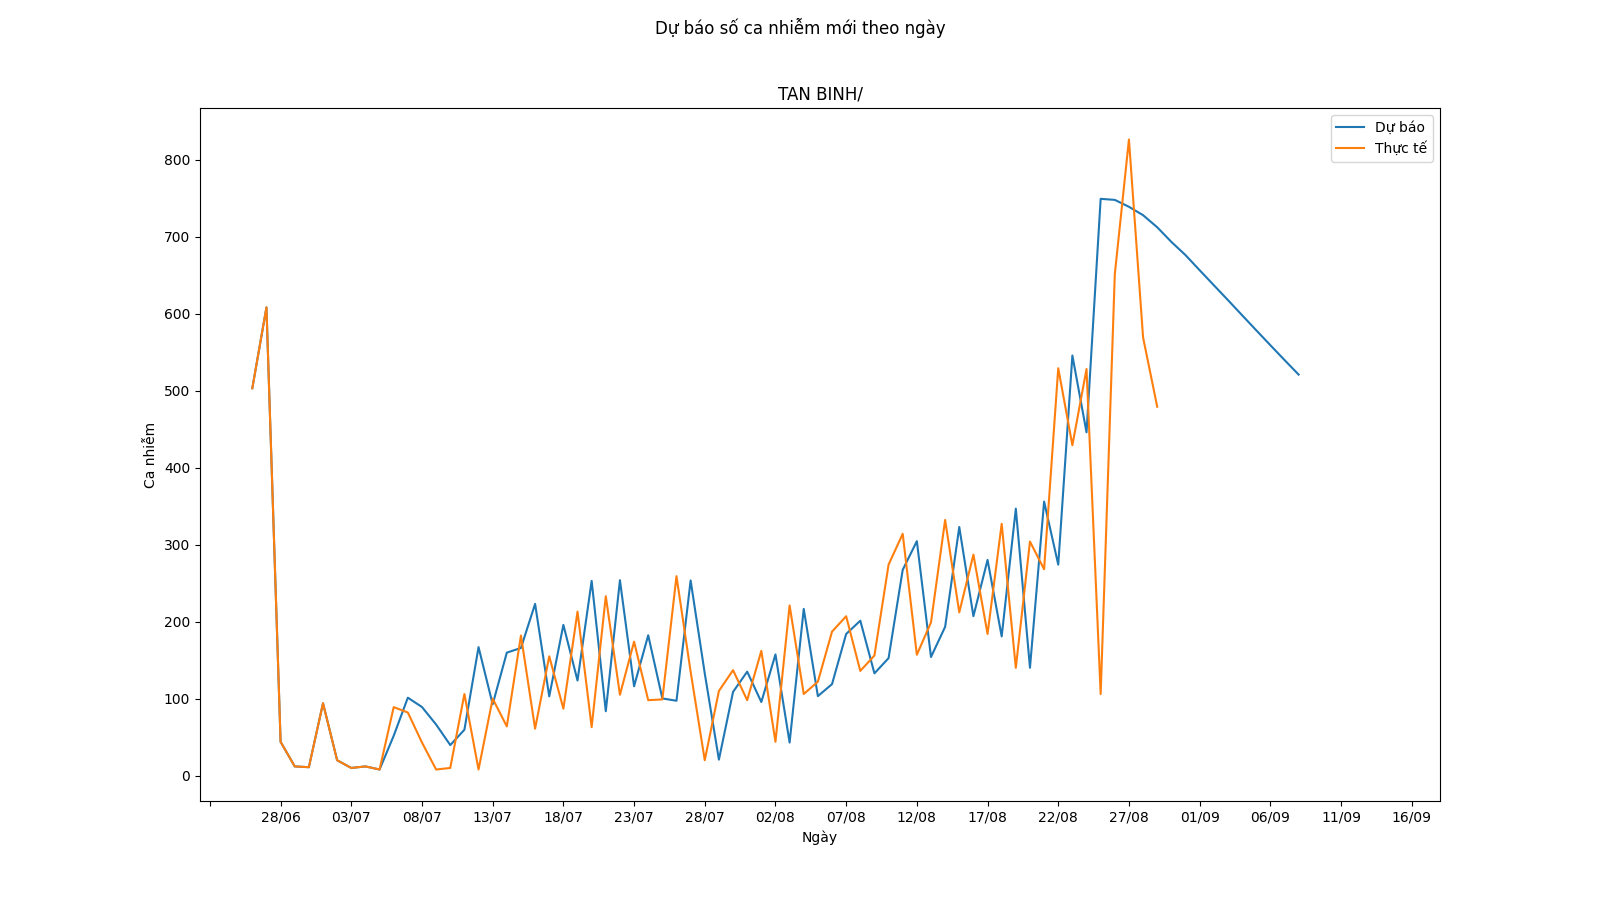 Dự báo số ca nhiễm mới theo ngày
TAN BINH/
Dự báo
Thực tế
800
700
600
500
400
300
200
100
0
Ca nhiễm
28/06 03/07 08/07 13/07 18/07 23/07 28/07 02/08 07/08 12/08 17/08 22/08 27/08 01/09 06/09 11/09 16/09
Ngày